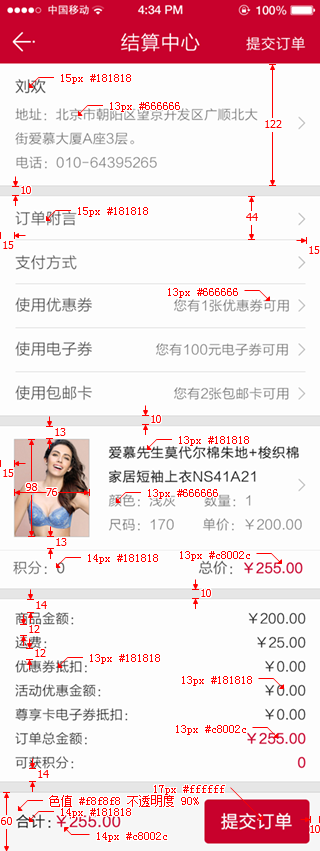 中国移动 4:34 PM 100%
结算中心 提交订单
刘欢 15px #181818
13px #666666
地址：北京市朝阳区望京开发区广顺北大
街爱慕大厦A座3层。 122
电话：010-64395265
10
订单附言 15px #181818 44
15 15
支付方式
13px #666666
使用优惠券 您有1张优惠券可用
使用电子券 您有100元电子券可用
使用包邮卡 您有2张包邮卡可用
10
13 13px #181818
爱慕先生莫代尔棉朱地+梭织棉
15
家居短袖上衣NS41A21
98 76 13px #666666
颜色：浅灰 数量：1
尺码：170 单价：￥200.00
13
14px #181818 13px #c8002c
积分：0 总价：￥255.00
10
14
商品金额： ￥200.00
12
运费： ￥25.00
12
13px #181818
优惠券抵扣： ￥0.00
13px #181818
活动优惠金额： ￥0.00
尊享卡电子券抵扣： ￥0.00
13px #c8002c
订单总金额： ￥255.00
可获积分： 0
14
17px #ffffff
色值 #f8f8f8 不透明度 90%
14px #181818
60 合计：￥255.00 提交订单 10
14px #c8002c